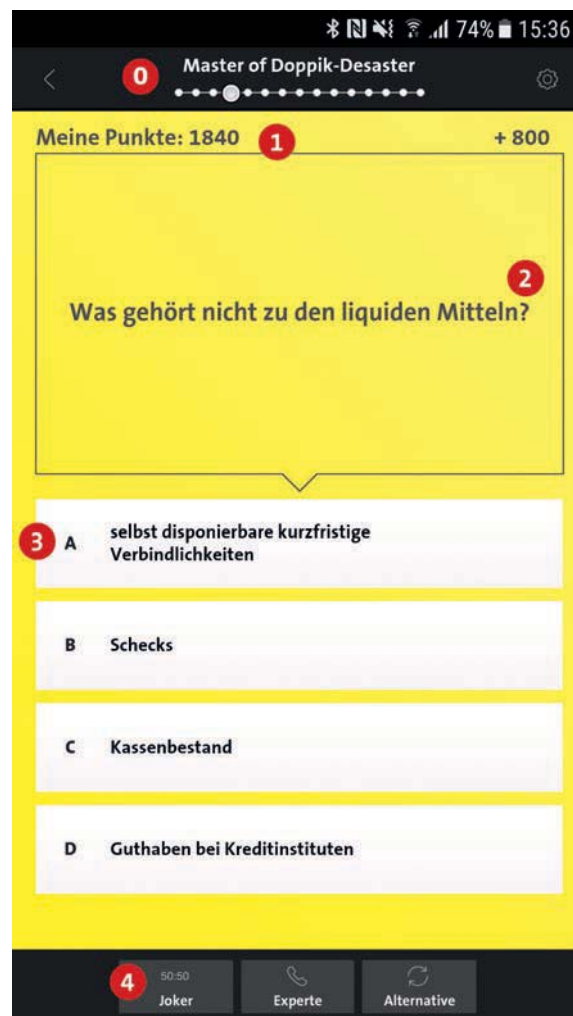 74% 15:36
0 Master of Doppik-Desaster
Meine Punkte: 1840 1 + 800
2
Was gehört nicht zu den liquiden Mitteln?
3 A selbst disponierbare kurzfristige
Verbindlichkeiten
B Schecks
C Kassenbestand
D Guthaben bei Kreditinstituten
4 50:50
Joker Experte Alternative